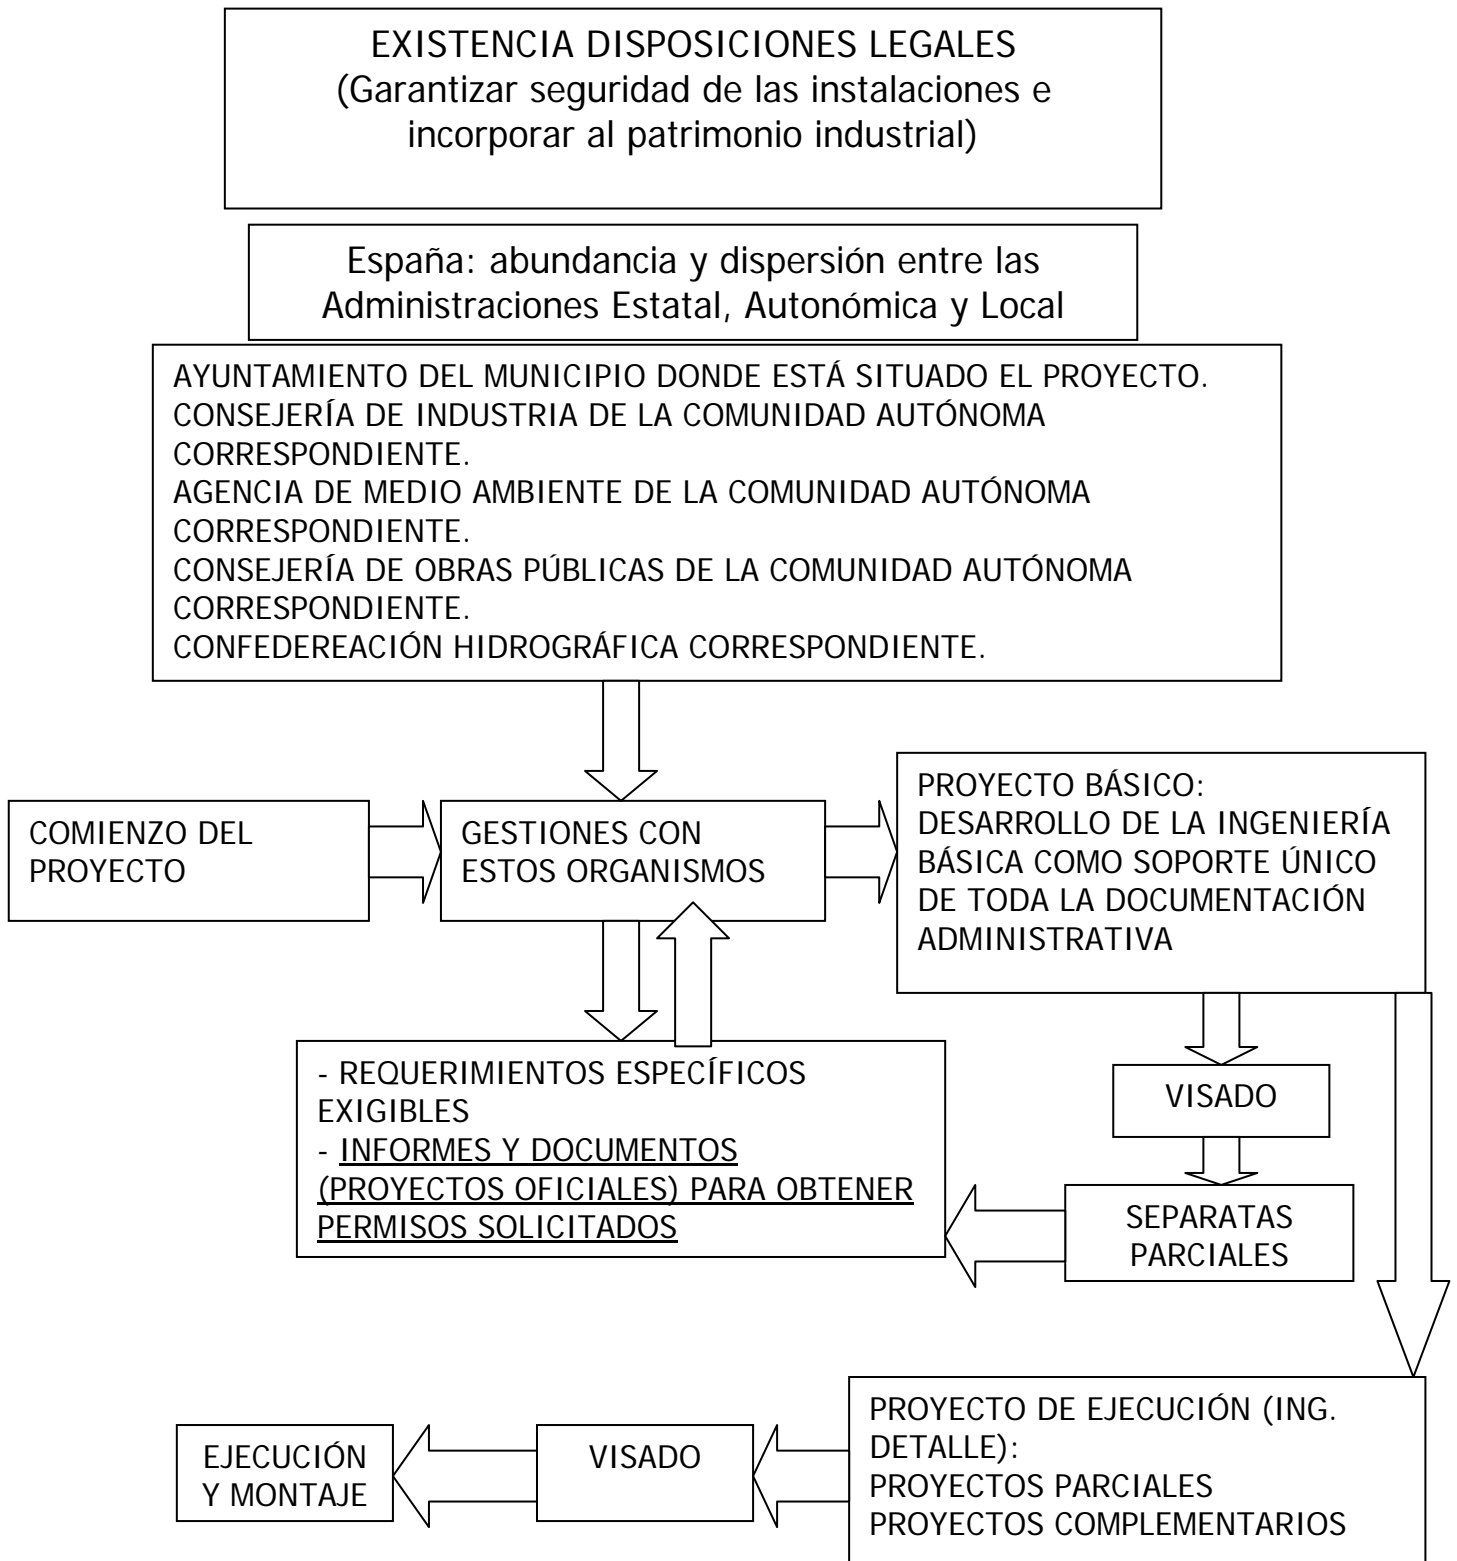 EXISTENCIA DISPOSICIONES LEGALES
(Garantizar seguridad de las instalaciones e
incorporar al patrimonio industrial)
España: abundancia y dispersión entre las
Administraciones Estatal, Autonómica y Local
AYUNTAMIENTO DEL MUNICIPIO DONDE ESTÁ SITUADO EL PROYECTO.
CONSEJERÍA DE INDUSTRIA DE LA COMUNIDAD AUTÓNOMA
CORRESPONDIENTE.
AGENCIA DE MEDIO AMBIENTE DE LA COMUNIDAD AUTÓNOMA
CORRESPONDIENTE.
CONSEJERÍA DE OBRAS PÚBLICAS DE LA COMUNIDAD AUTÓNOMA
CORRESPONDIENTE.
CONFEDEREACIÓN HIDROGRÁFICA CORRESPONDIENTE.
COMIENZO DEL
PROYECTO
GESTIONES CON
ESTOS ORGANISMOS
PROYECTO BÁSICO:
DESARROLLO DE LA INGENIERÍA
BÁSICA COMO SOPORTE ÚNICO
DE TODA LA DOCUMENTACIÓN
ADMINISTRATIVA
- REQUERIMIENTOS ESPECÍFICOS
EXIGIBLES
- INFORMES Y DOCUMENTOS
(PROYECTOS OFICIALES) PARA OBTENER
PERMISOS SOLICITADOS
VISADO
SEPARATAS
PARCIALES
PROYECTO DE EJECUCIÓN (ING.
DETALLE):
PROYECTOS PARCIALES
PROYECTOS COMPLEMENTARIOS
VISADO
EJECUCIÓN
Y MONTAJE